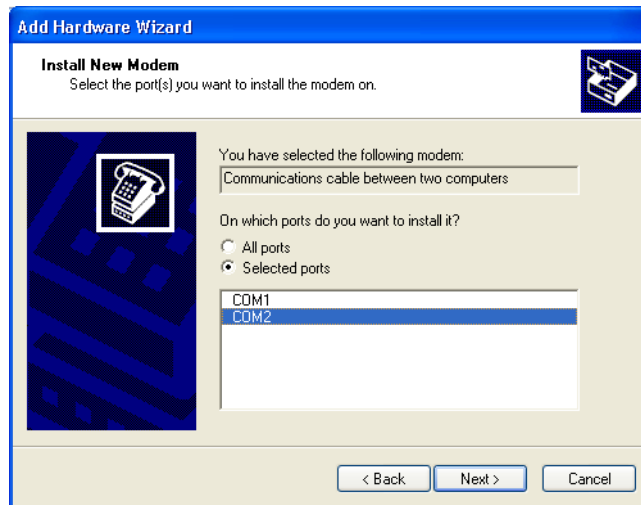 Add Hardware Wizard
Install New Modem
Select the port(s) you want to install the modem on.
You have selected the following modem:
Communications cable between two computers
On which ports do you want to install it?
All ports
Selected ports
COM1
COM2
< Back Next > Cancel